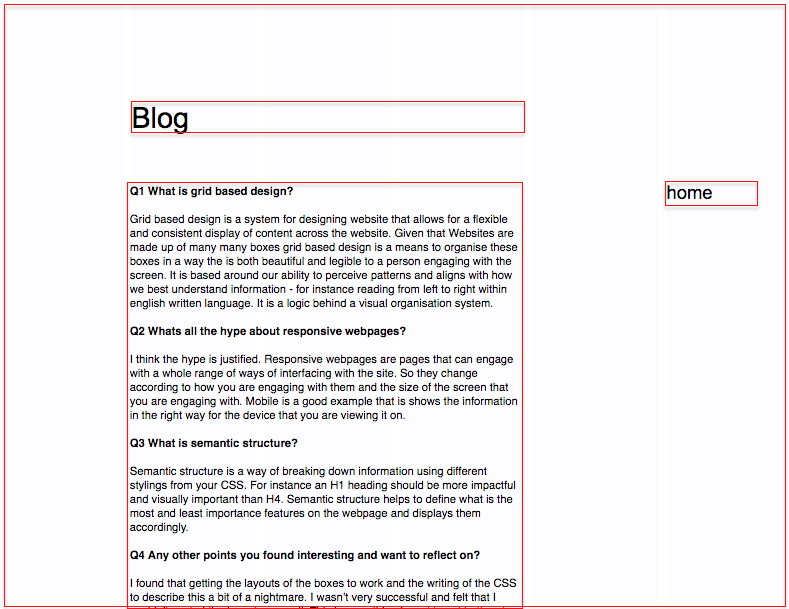 Blog
Q1 What is grid based design?
Grid based design is a system for designing website that allows for a flexible
and consistent display of content across the website. Given that Websites are
made up of many many boxes grid based design is a means to organise these
boxes in a way the is both beautiful and legible to a person engaging with the
screen. It is based around our ability to perceive patterns and aligns with how
we best understand information - for instance reading from left to right within
english written language. It is a logic behind a visual organisation system.
Q2 Whats all the hype about responsive webpages?
I think the hype is justified. Responsive webpages are pages that can engage
with a whole range of ways of interfacing with the site. So they change
according to how you are engaging with them and the size of the screen that
you are engaging with. Mobile is a good example that is shows the information
in the right way for the device that you are viewing it on.
Q3 What is semantic structure?
Semantic structure is a way of breaking down information using different
stylings from your CSS. For instance an H1 heading should be more impactful
and visually important than H4. Semantic structure helps to define what is the
most and least importance features on the webpage and displays them
accordingly.
Q4 Any other points you found interesting and want to reflect on?
I found that getting the layouts of the boxes to work and the writing of the CSS
to describe this a bit of a nightmare. I wasn't very successful and felt that I
home